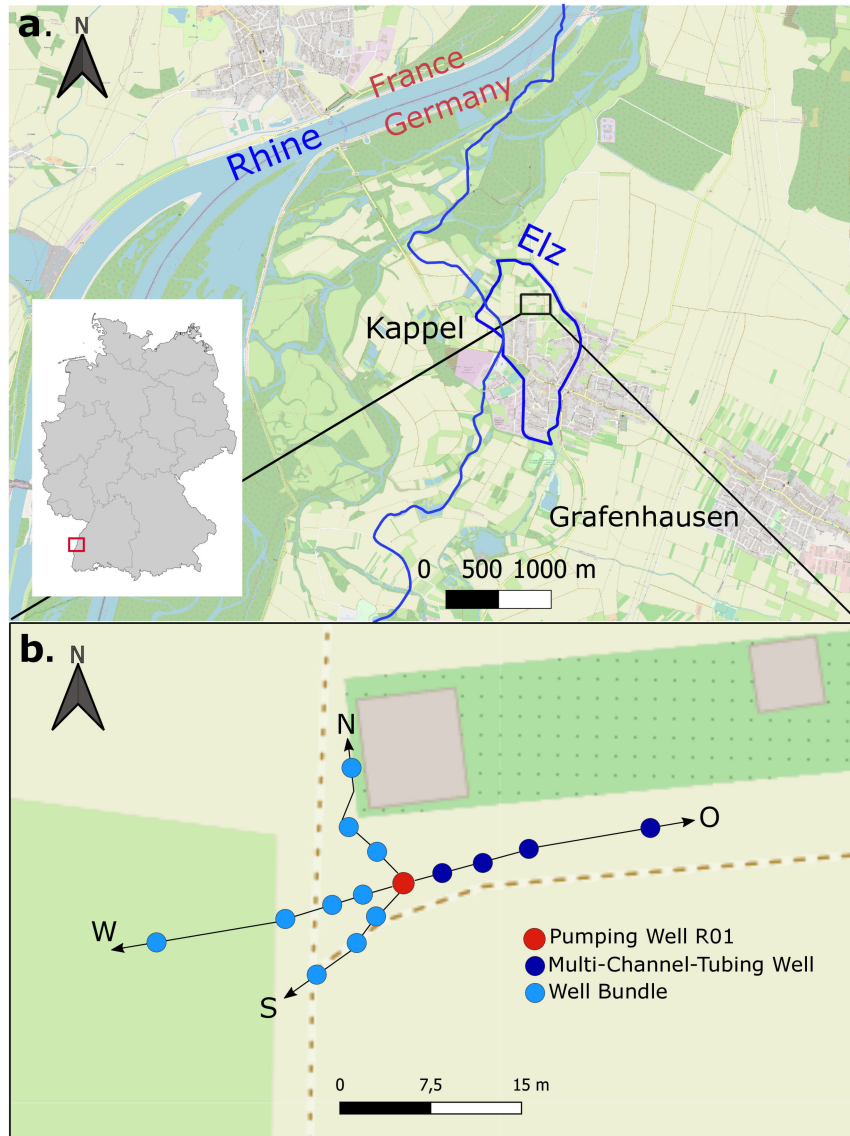 a.
N
France
Germany
Rhine
Elz
Kappel
Grafenhausen
0 500 1000 m
b.
N
N
O
W
S
Pumping Well R01
Multi-Channel-Tubing Well
Well Bundle
0 7,5 15 m